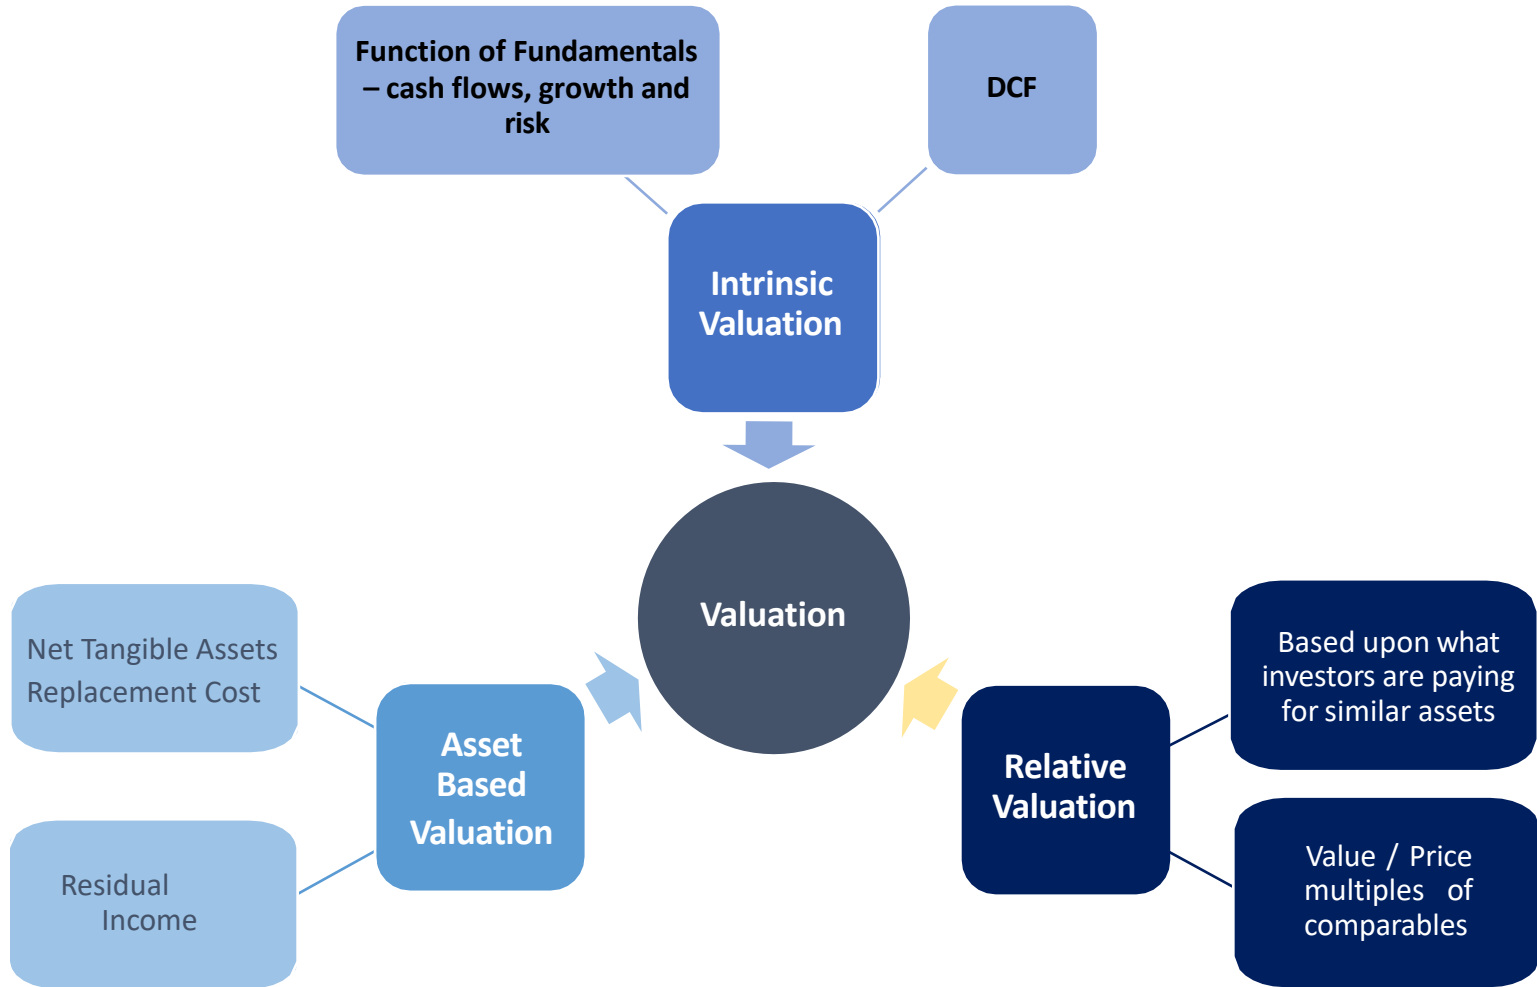 Function of Fundamentals
– cash flows, growth and
risk
DCF
Intrinsic
Valuation
Valuation
Net Tangible Assets
Replacement Cost
Asset
Based
Valuation
Residual
Income
Relative
Valuation
Based upon what
investors are paying
for similar assets
Value / Price
multiples of
comparables